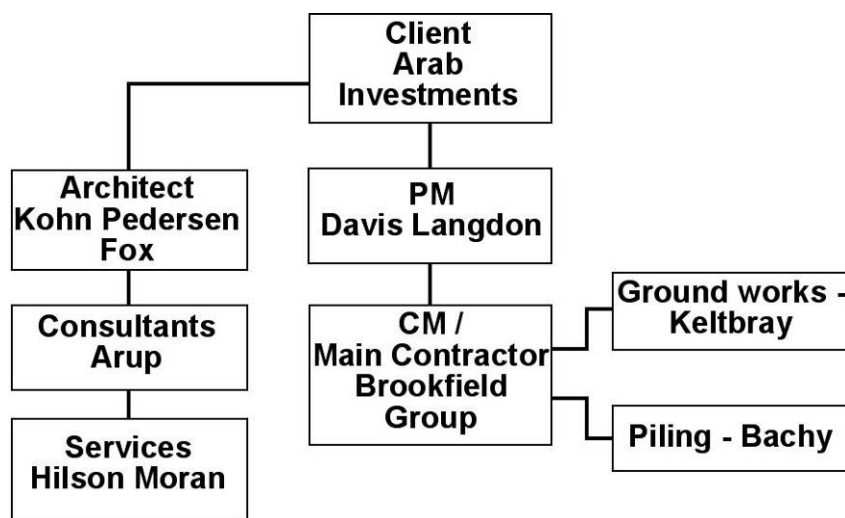 Client
Arab
Investments
Architect
Kohn Pedersen
Fox
PM
Davis Langdon
Consultants
Arup
CM /
Main Contractor
Brookfield
Group
Ground works -
Keltbray
Services
Hilson Moran
Piling - Bachy